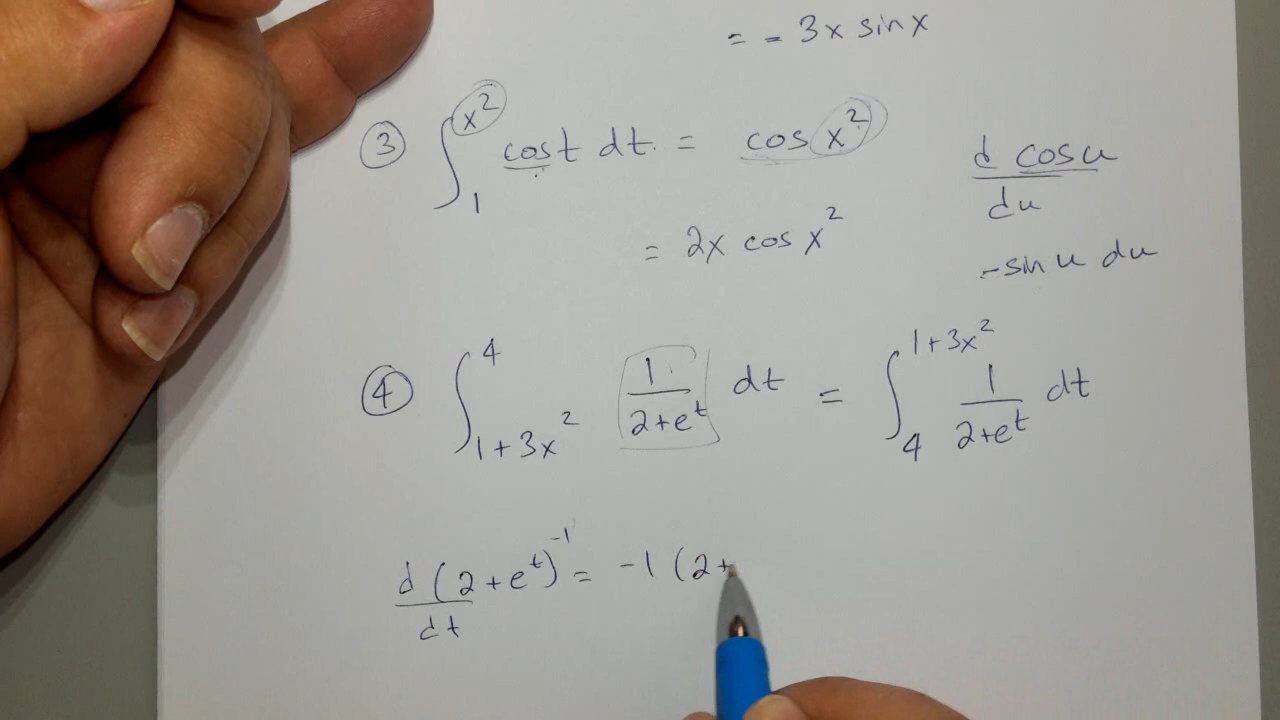 = - 3x sin x
③ ∫₁^{x²} cos t dt. = cos x²
d cos u / du
= 2x cos x²
- sin u du
④ ∫_{1+3x²}^{4} 1/(2+e^t) dt = ∫_{4}^{1+3x²} 1/(2+e^t) dt
d/dt (2+e^t)^{-1} = -1 (2+